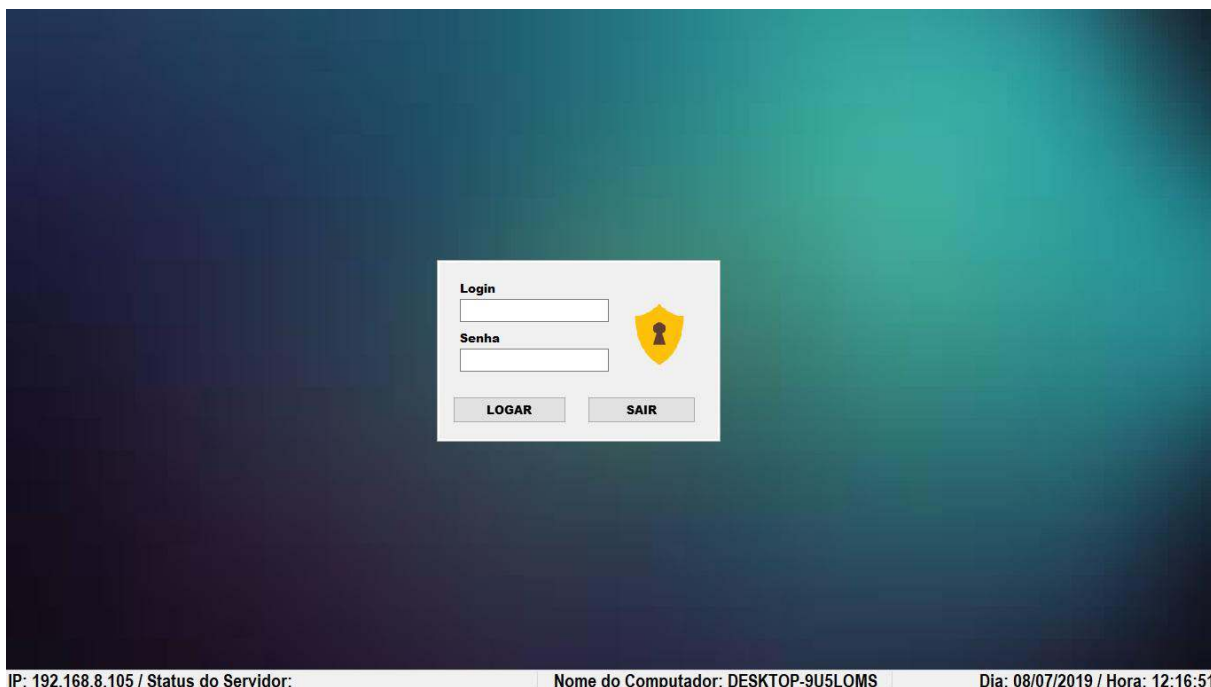 Login
Senha
LOGAR SAIR
IP: 192.168.8.105 / Status do Servidor: Nome do Computador: DESKTOP-9U5LOMS Dia: 08/07/2019 / Hora: 12:16:51